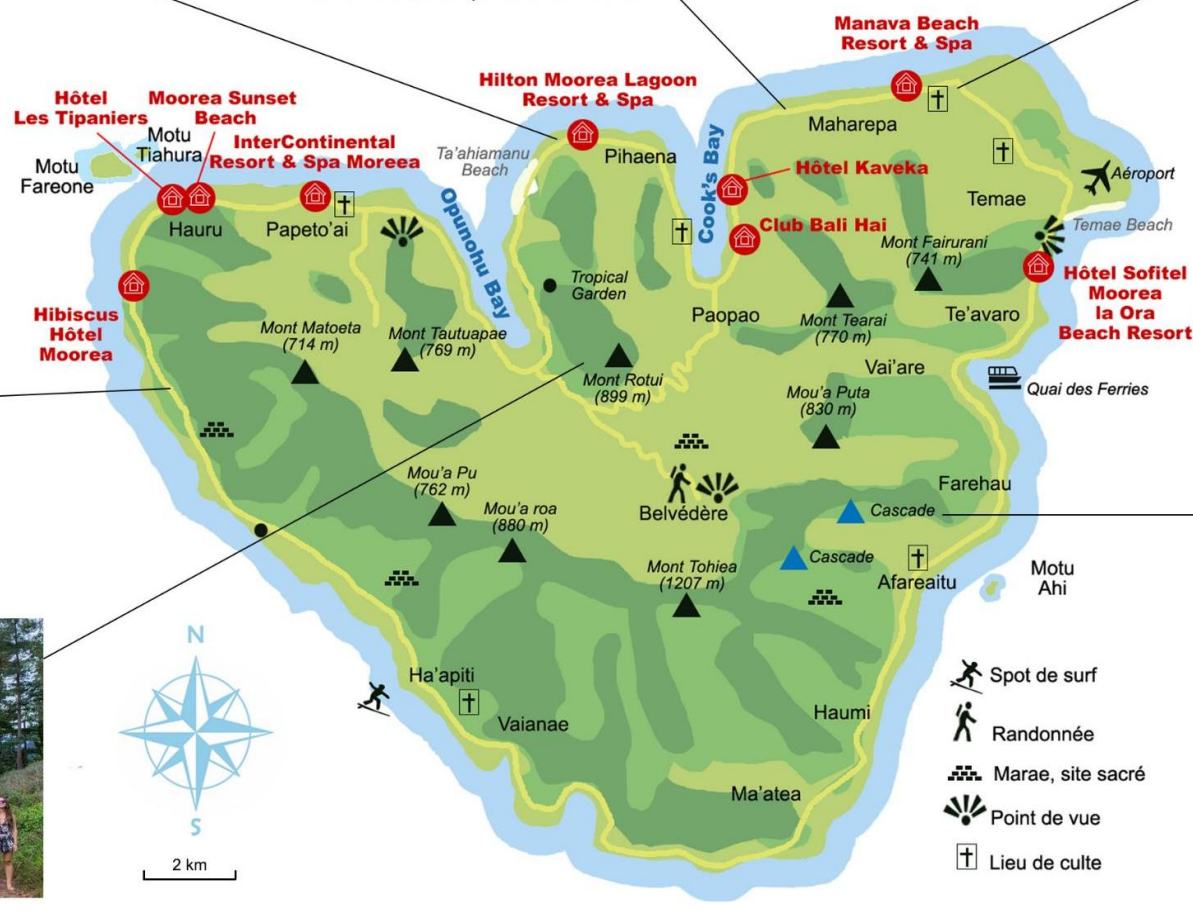 Manava Beach
Resort & Spa
Hilton Moorea Lagoon
Resort & Spa
Hôtel
Les Tipaniers
Moorea Sunset
Beach
InterContinental
Resort & Spa Moreea
Motu
Tiahura
Motu
Fareone
Ta'ahiamanu
Beach
Pihaena
Maharepa
Cook's Bay
Hôtel Kaveka
Aéroport
Temae
Temae Beach
Hauru
Papeto'ai
Opunohu Bay
Club Bali Hai
Mont Fairurani
(741 m)
Hôtel Sofitel
Moorea
la Ora
Beach Resort
Tropical
Garden
Paopao
Te'avaro
Hibiscus
Hôtel
Moorea
Mont Matoeta
(714 m)
Mont Tautuapae
(769 m)
Mont Tearai
(770 m)
Vai'are
Mont Rotui
(899 m)
Mou'a Puta
(830 m)
Quai des Ferries
Mou'a Pu
(762 m)
Mou'a roa
(880 m)
Belvédère
Farehau
Cascade
Cascade
Mont Tohiea
(1207 m)
Afareaitu
Motu
Ahi
N
S
2 km
Ha'apiti
Vaianae
Haumi
Ma'atea
Spot de surf
Randonnée
Marae, site sacré
Point de vue
Lieu de culte